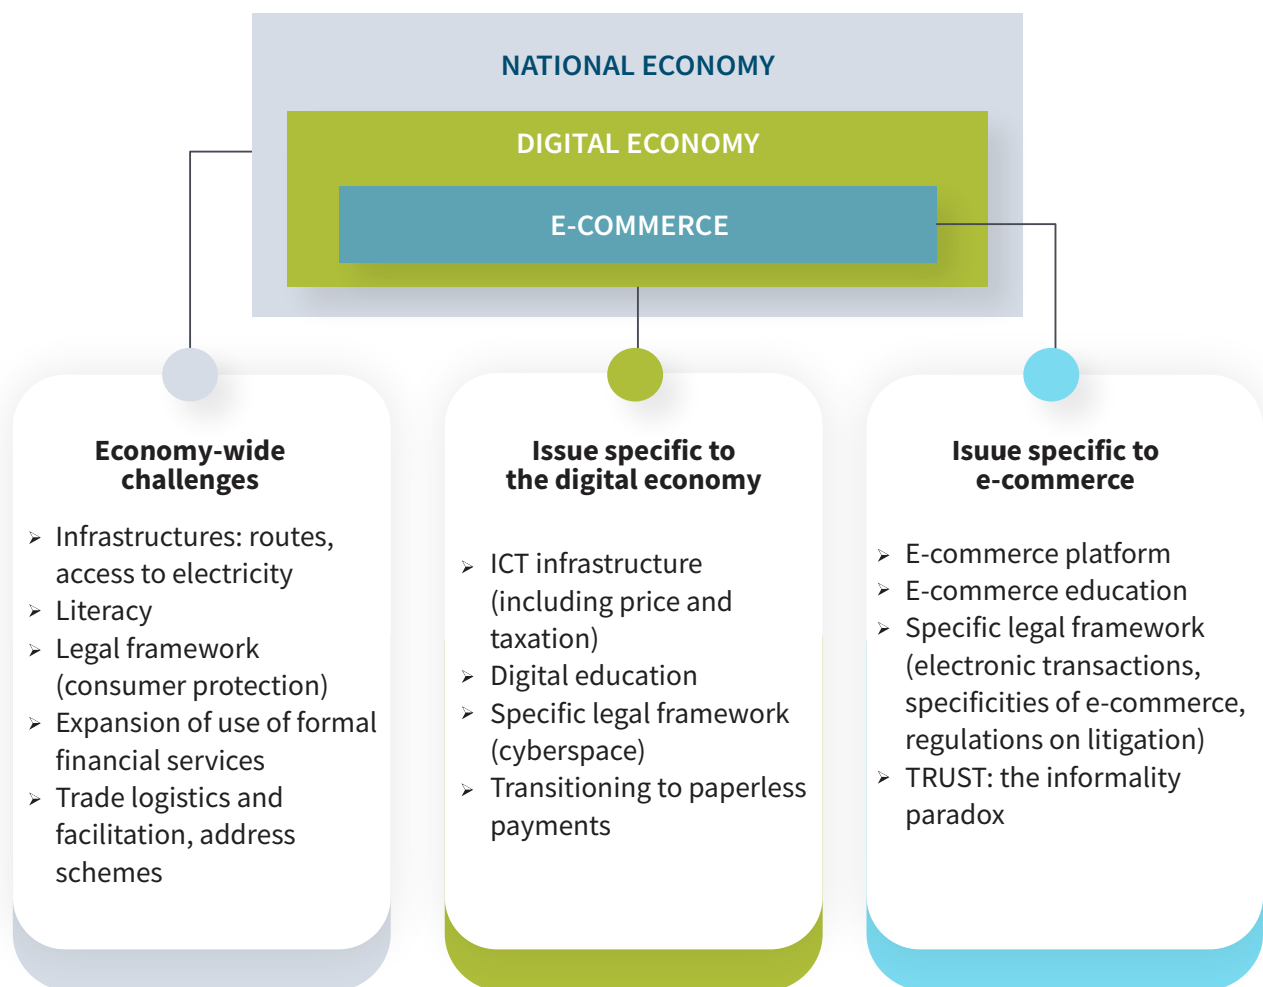 NATIONAL ECONOMY
DIGITAL ECONOMY
E-COMMERCE
Economy-wide
challenges
➢ Infrastructures: routes,
access to electricity
➢ Literacy
➢ Legal framework
(consumer protection)
➢ Expansion of use of formal
financial services
➢ Trade logistics and
facilitation, address
schemes
Issue specific to
the digital economy
➢ ICT infrastructure
(including price and
taxation)
➢ Digital education
➢ Specific legal framework
(cyberspace)
➢ Transitioning to paperless
payments
Isuue specific to
e-commerce
➢ E-commerce platform
➢ E-commerce education
➢ Specific legal framework
(electronic transactions,
specificities of e-commerce,
regulations on litigation)
➢ TRUST: the informality
paradox